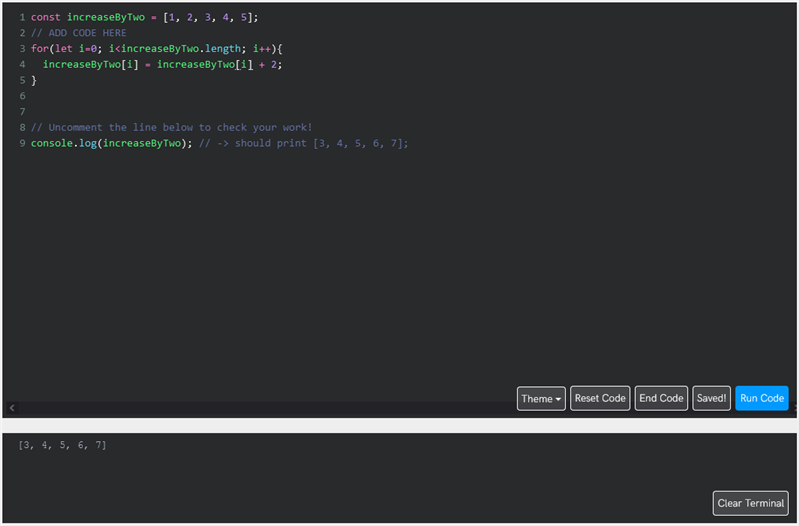 1 const increaseByTwo = [1, 2, 3, 4, 5];
2 // ADD CODE HERE
3 for(let i=0; i<increaseByTwo.length; i++){
4   increaseByTwo[i] = increaseByTwo[i] + 2;
5 }
6
7
8 // Uncomment the line below to check your work!
9 console.log(increaseByTwo); // -> should print [3, 4, 5, 6, 7];
Theme Reset Code End Code Saved! Run Code
[3, 4, 5, 6, 7]
Clear Terminal